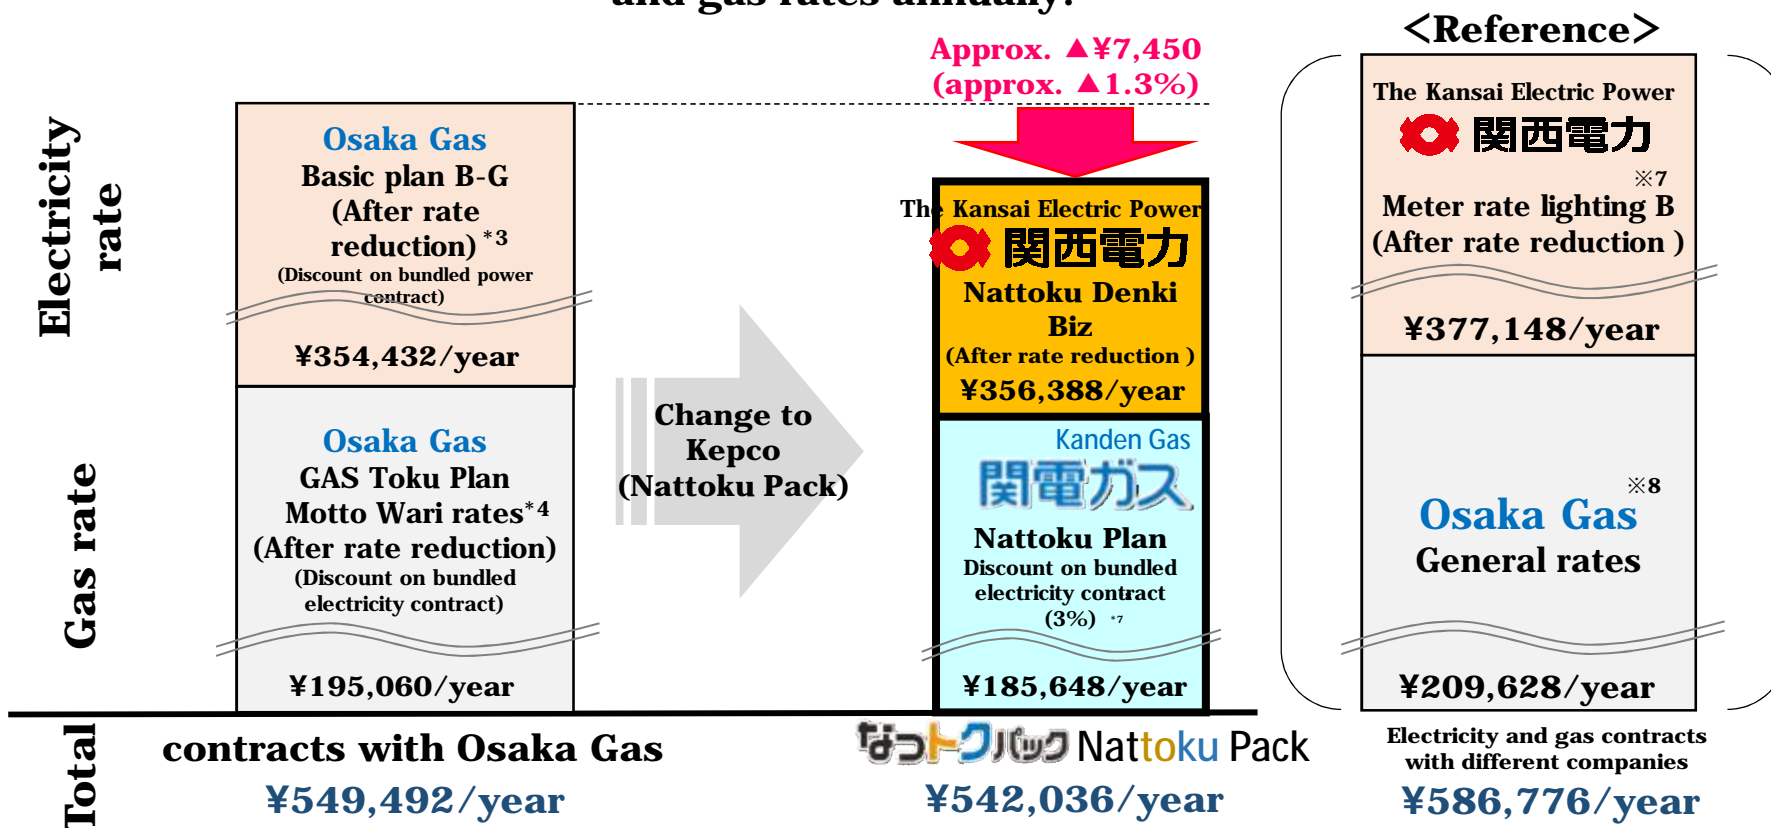 and gas rates annually.
Approx. ▲¥7,450
(approx. ▲1.3%)
<Reference>
Electricity
rate
Osaka Gas
Basic plan B-G
(After rate
reduction) *3
(Discount on bundled power
contract)
¥354,432/year
Gas rate
Osaka Gas
GAS Toku Plan
Motto Wari rates*4
(After rate reduction)
(Discount on bundled
electricity contract)
¥195,060/year
Change to
Kepco
(Nattoku Pack)
The Kansai Electric Power
関西電力
Nattoku Denki
Biz
(After rate reduction )
¥356,388/year
Kanden Gas
関電ガス
Nattoku Plan
Discount on bundled
electricity contract
(3%) *7
¥185,648/year
The Kansai Electric Power
関西電力
※7
Meter rate lighting B
(After rate reduction )
¥377,148/year
※8
Osaka Gas
General rates
¥209,628/year
Total
contracts with Osaka Gas
¥549,492/year
なっトクパック Nattoku Pack
¥542,036/year
Electricity and gas contracts
with different companies
¥586,776/year